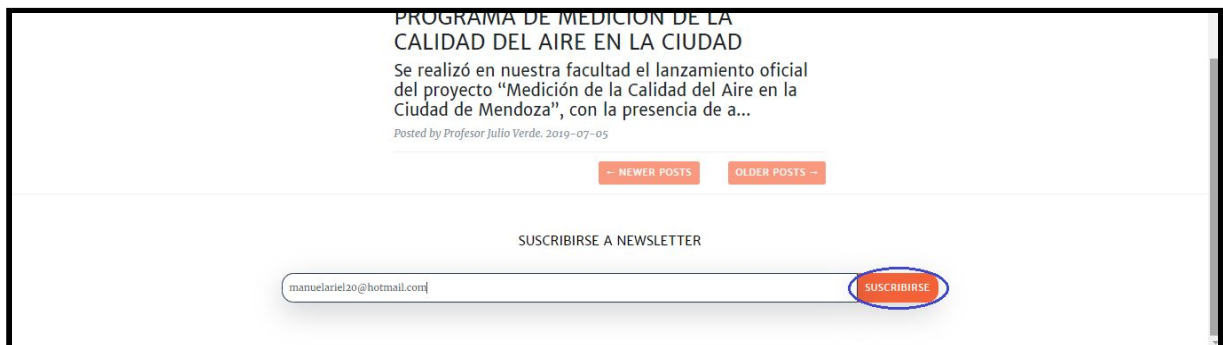 PROGRAMA DE MEDICIÓN DE LA
CALIDAD DEL AIRE EN LA CIUDAD
Se realizó en nuestra facultad el lanzamiento oficial
del proyecto “Medición de la Calidad del Aire en la
Ciudad de Mendoza”, con la presencia de a...
Posted by Profesor Julio Verde. 2019-07-05
← NEWER POSTS OLDER POSTS →
SUSCRIBIRSE A NEWSLETTER
manuelariel20@hotmail.com SUSCRIBIRSE